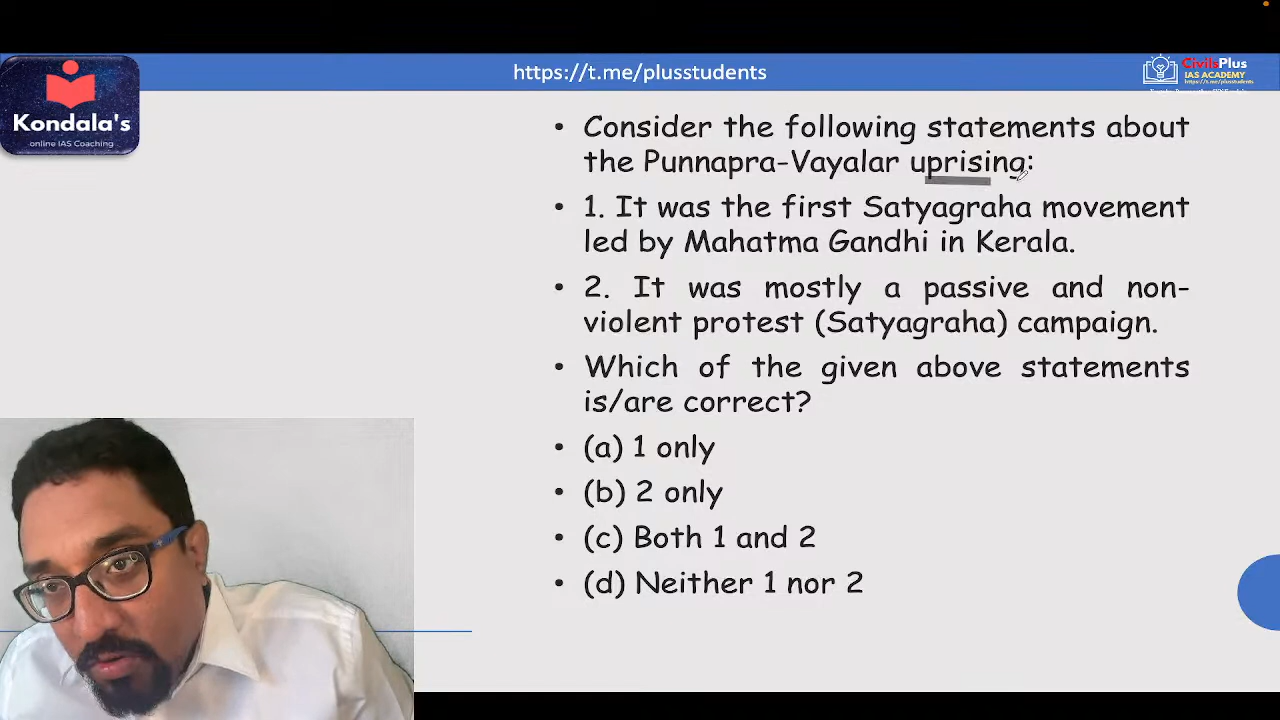 https://t.me/plusstudents
CivilsPlus
IAS ACADEMY
https://t.me/plusstudents
Kondala's
online IAS Coaching
• Consider the following statements about
the Punnapra-Vayalar uprising:
• 1. It was the first Satyagraha movement
led by Mahatma Gandhi in Kerala.
• 2. It was mostly a passive and non-
violent protest (Satyagraha) campaign.
• Which of the given above statements
is/are correct?
• (a) 1 only
• (b) 2 only
• (c) Both 1 and 2
• (d) Neither 1 nor 2